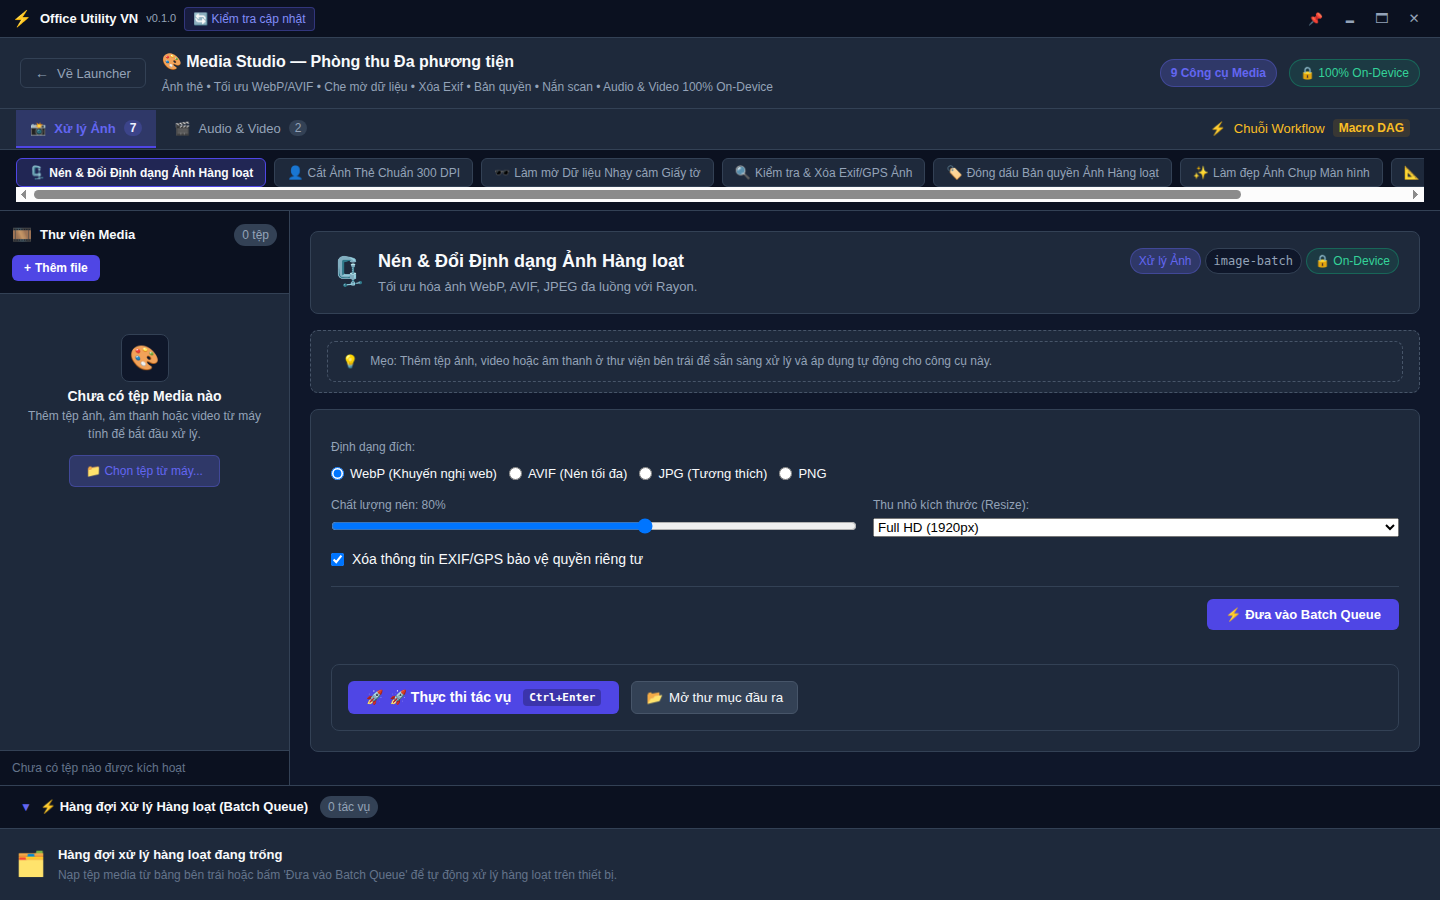 Office Utility VN v0.1.0 Kiểm tra cập nhật
← Về Launcher
Media Studio — Phòng thu Đa phương tiện
Ảnh thẻ • Tối ưu WebP/AVIF • Che mờ dữ liệu • Xóa Exif • Bản quyền • Nắn scan • Audio & Video 100% On-Device
9 Công cụ Media
100% On-Device
Xử lý Ảnh 7
Audio & Video 2
Chuỗi Workflow Macro DAG
Nén & Đổi Định dạng Ảnh Hàng loạt
Cắt Ảnh Thẻ Chuẩn 300 DPI
Làm mờ Dữ liệu Nhạy cảm Giấy tờ
Kiểm tra & Xóa Exif/GPS Ảnh
Đóng dấu Bản quyền Ảnh Hàng loạt
Làm đẹp Ảnh Chụp Màn hình
Thư viện Media 0 tệp
+ Thêm file
Chưa có tệp Media nào
Thêm tệp ảnh, âm thanh hoặc video từ máy
tính để bắt đầu xử lý.
Chọn tệp từ máy...
Chưa có tệp nào được kích hoạt
Nén & Đổi Định dạng Ảnh Hàng loạt
Tối ưu hóa ảnh WebP, AVIF, JPEG đa luồng với Rayon.
Xử lý Ảnh image-batch On-Device
Mẹo: Thêm tệp ảnh, video hoặc âm thanh ở thư viện bên trái để sẵn sàng xử lý và áp dụng tự động cho công cụ này.
Định dạng đích:
WebP (Khuyến nghị web) AVIF (Nén tối đa) JPG (Tương thích) PNG
Chất lượng nén: 80%
Thu nhỏ kích thước (Resize):
Full HD (1920px)
Xóa thông tin EXIF/GPS bảo vệ quyền riêng tư
Đưa vào Batch Queue
Thực thi tác vụ Ctrl+Enter
Mở thư mục đầu ra
Hàng đợi Xử lý Hàng loạt (Batch Queue) 0 tác vụ
Hàng đợi xử lý hàng loạt đang trống
Nạp tệp media từ bảng bên trái hoặc bấm 'Đưa vào Batch Queue' để tự động xử lý hàng loạt trên thiết bị.